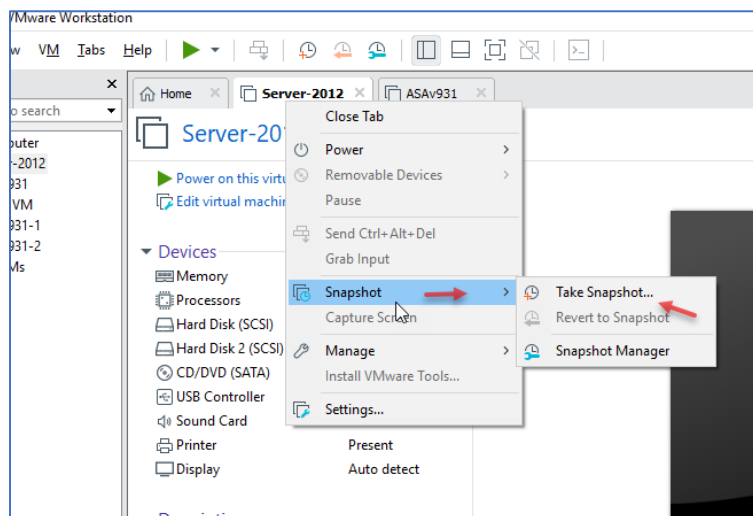 VMware Workstation
w VM Tabs Help
o search
Home Server-2012 ASAv931
Server-20
Power on this virtu
Edit virtual machin
puter
r-2012
931
VM
931-1
931-2
Ms
Devices
Memory
Processors
Hard Disk (SCSI)
Hard Disk 2 (SCSI)
CD/DVD (SATA)
USB Controller
Sound Card
Printer Present
Display Auto detect
Close Tab
Power
Removable Devices
Pause
Send Ctrl+Alt+Del
Grab Input
Snapshot
Capture Screen
Manage
Install VMware Tools...
Settings...
Take Snapshot...
Revert to Snapshot
Snapshot Manager